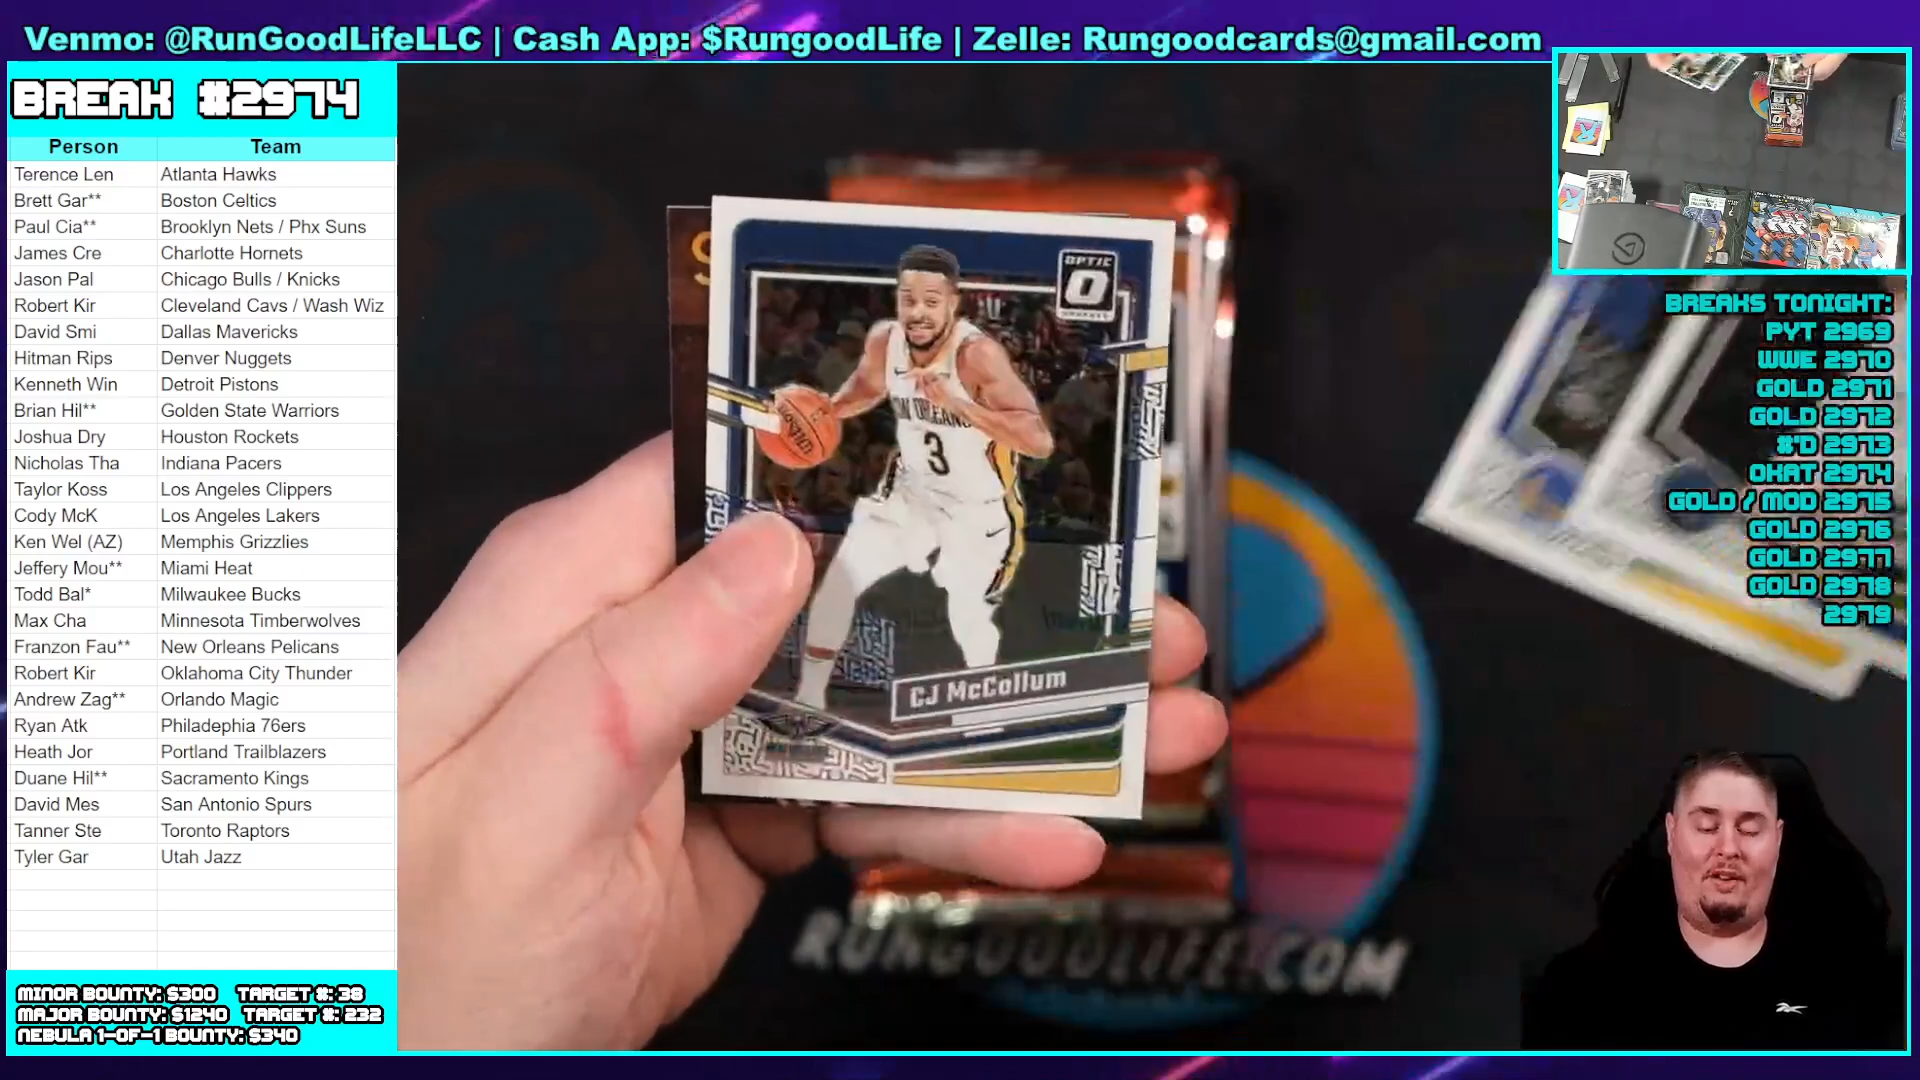 Venmo: @RunGoodLifeLLC | Cash App: $RungoodLife | Zelle: Rungoodcards@gmail.com
BREAK #2974
Person Team
Terence Len Atlanta Hawks
Brett Gar** Boston Celtics
Paul Cia** Brooklyn Nets / Phx Suns
James Cre Charlotte Hornets
Jason Pal Chicago Bulls / Knicks
Robert Kir Cleveland Cavs / Wash Wiz
David Smi Dallas Mavericks
Hitman Rips Denver Nuggets
Kenneth Win Detroit Pistons
Brian Hil** Golden State Warriors
Joshua Dry Houston Rockets
Nicholas Tha Indiana Pacers
Taylor Koss Los Angeles Clippers
Cody McK Los Angeles Lakers
Ken Wel (AZ) Memphis Grizzlies
Jeffery Mou** Miami Heat
Todd Bal* Milwaukee Bucks
Max Cha Minnesota Timberwolves
Franzon Fau** New Orleans Pelicans
Robert Kir Oklahoma City Thunder
Andrew Zag** Orlando Magic
Ryan Atk Philadephia 76ers
Heath Jor Portland Trailblazers
Duane Hil** Sacramento Kings
David Mes San Antonio Spurs
Tanner Ste Toronto Raptors
Tyler Gar Utah Jazz
MINOR BOUNTY: $300 TARGET #: 38
MAJOR BOUNTY: $1240 TARGET #: 232
NEBULA 1-OF-1 BOUNTY: $340
OPTIC
NEW ORLEANS
3
CJ McCollum
RUNGOODLIFE.COM
BREAKS TONIGHT:
PYT 2969
WWE 2970
GOLD 2971
GOLD 2972
#'D 2973
OKAT 2974
GOLD / MOD 2975
GOLD 2976
GOLD 2977
GOLD 2978
2979